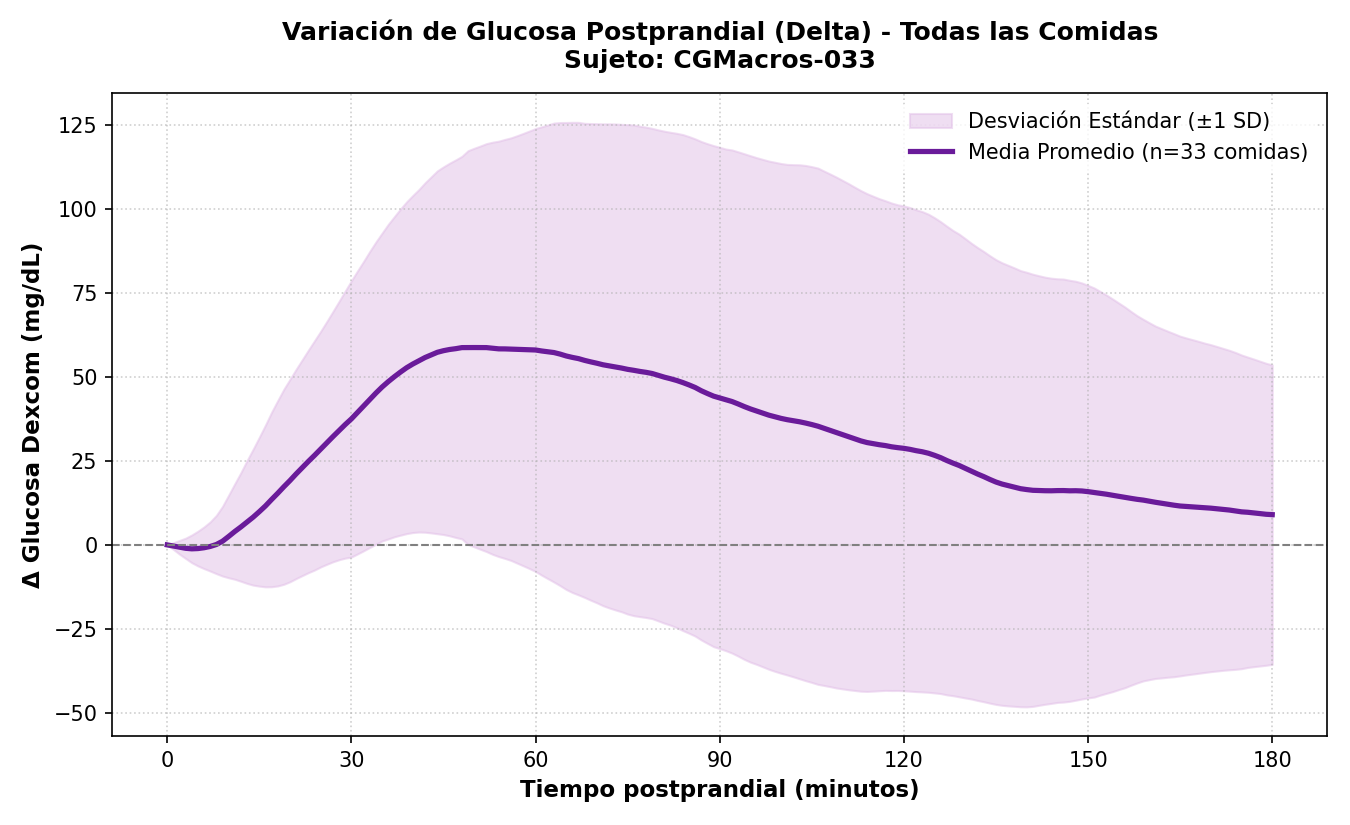 Variación de Glucosa Postprandial (Delta) - Todas las Comidas
Sujeto: CGMacros-033
Desviación Estándar (±1 SD)
Media Promedio (n=33 comidas)
Δ Glucosa Dexcom (mg/dL)
125
100
75
50
25
0
−25
−50
0 30 60 90 120 150 180
Tiempo postprandial (minutos)